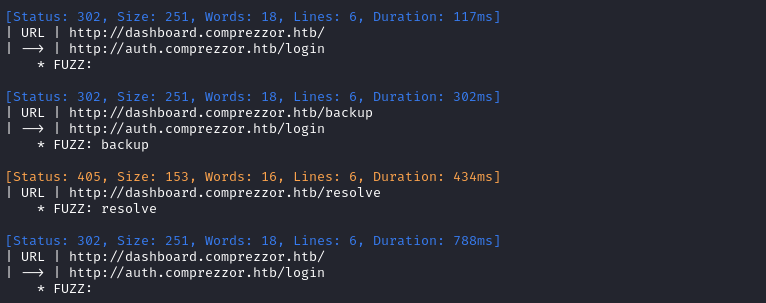 [Status: 302, Size: 251, Words: 18, Lines: 6, Duration: 117ms]
| URL | http://dashboard.comprezzor.htb/
| --> | http://auth.comprezzor.htb/login
    * FUZZ:
[Status: 302, Size: 251, Words: 18, Lines: 6, Duration: 302ms]
| URL | http://dashboard.comprezzor.htb/backup
| --> | http://auth.comprezzor.htb/login
    * FUZZ: backup
[Status: 405, Size: 153, Words: 16, Lines: 6, Duration: 434ms]
| URL | http://dashboard.comprezzor.htb/resolve
    * FUZZ: resolve
[Status: 302, Size: 251, Words: 18, Lines: 6, Duration: 788ms]
| URL | http://dashboard.comprezzor.htb/
| --> | http://auth.comprezzor.htb/login
    * FUZZ: